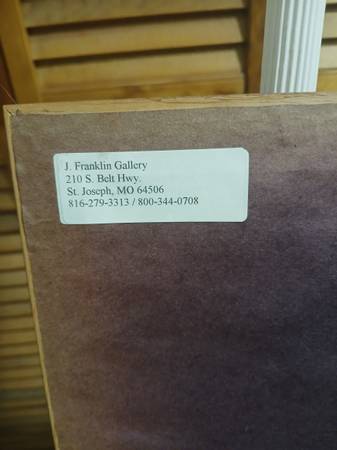 J. Franklin Gallery
210 S. Belt Hwy.
St. Joseph, MO 64506
816-279-3313 / 800-344-0708